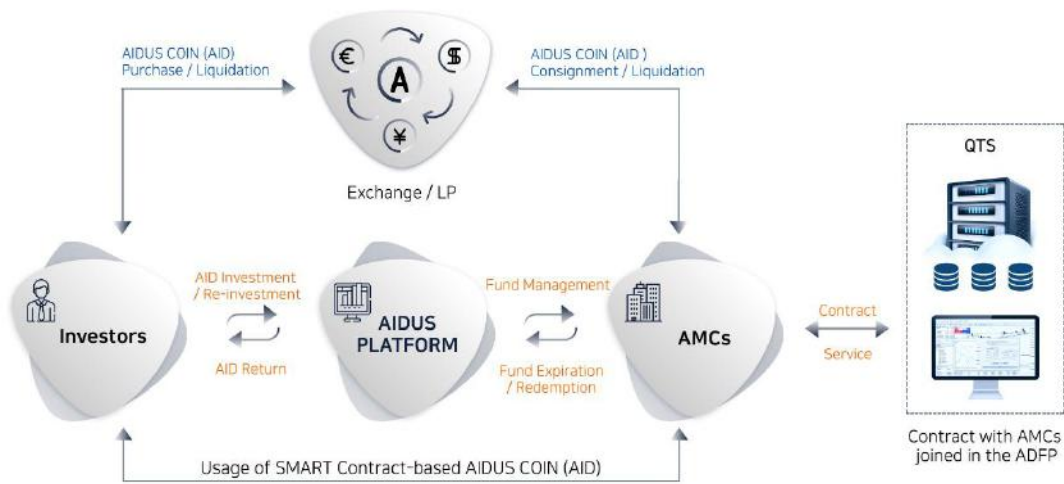 AIDUS COIN (AID)
Purchase / Liquidation
€
$
A
¥
AIDUS COIN (AID )
Consignment / Liquidation
Exchange / LP
QTS
Investors
AID Investment
/ Re-investment
AID Return
AIDUS
PLATFORM
Fund Management
Fund Expiration
/ Redemption
AMCs
Contract
Service
Contract with AMCs
joined in the ADFP
Usage of SMART Contract-based AIDUS COIN (AID)